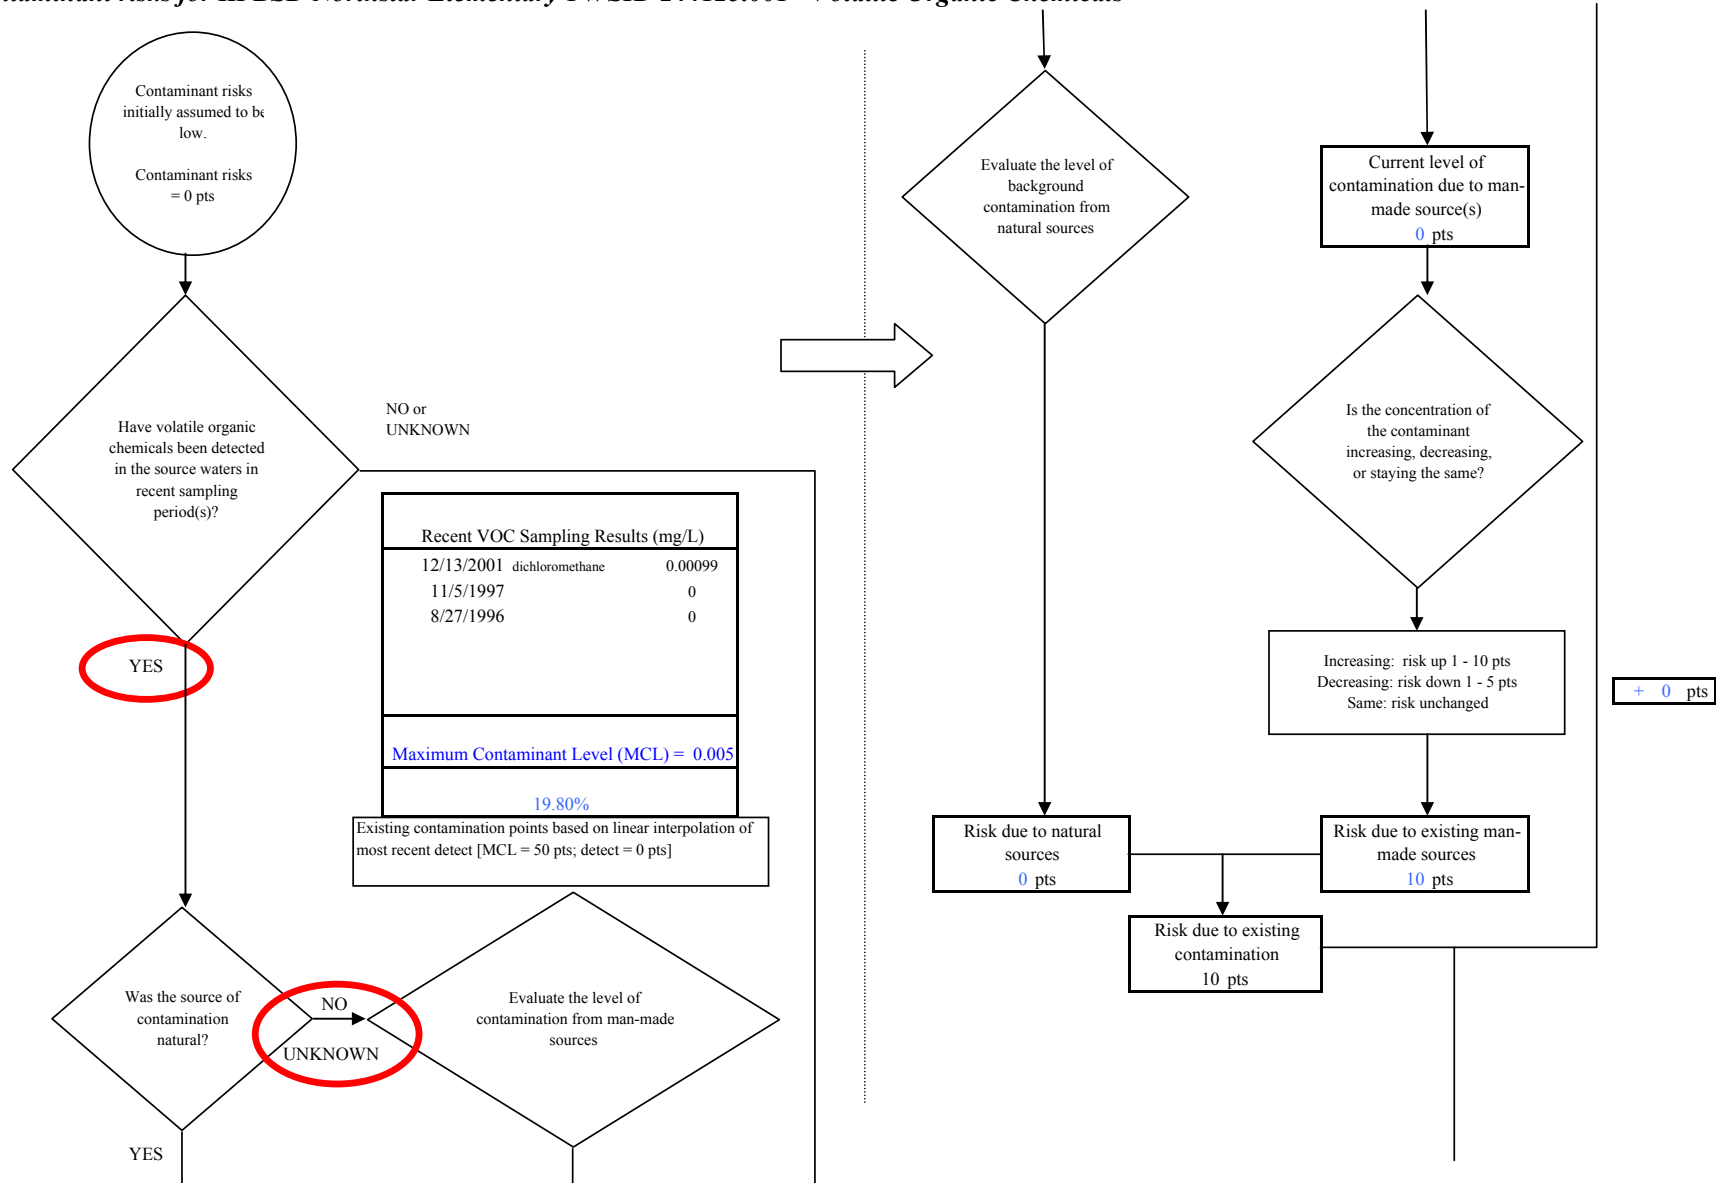 Contaminant risks
initially assumed to be
low.
Contaminant risks
= 0 pts
Have volatile organic
chemicals been detected
in the source waters in
recent sampling
period(s)?
NO or
UNKNOWN
YES
Recent VOC Sampling Results (mg/L)
12/13/2001 dichloromethane 0.00099
11/5/1997 0
8/27/1996 0
Maximum Contaminant Level (MCL) = 0.005
19.80%
Existing contamination points based on linear interpolation of
most recent detect [MCL = 50 pts; detect = 0 pts]
Was the source of
contamination
natural?
NO
UNKNOWN
YES
Evaluate the level of
contamination from man-made
sources
Evaluate the level of
background
contamination from
natural sources
Current level of
contamination due to man-
made source(s)
0 pts
Is the concentration of
the contaminant
increasing, decreasing,
or staying the same?
Increasing: risk up 1 - 10 pts
Decreasing: risk down 1 - 5 pts
Same: risk unchanged
+ 0 pts
Risk due to natural
sources
0 pts
Risk due to existing man-
made sources
10 pts
Risk due to existing
contamination
10 pts